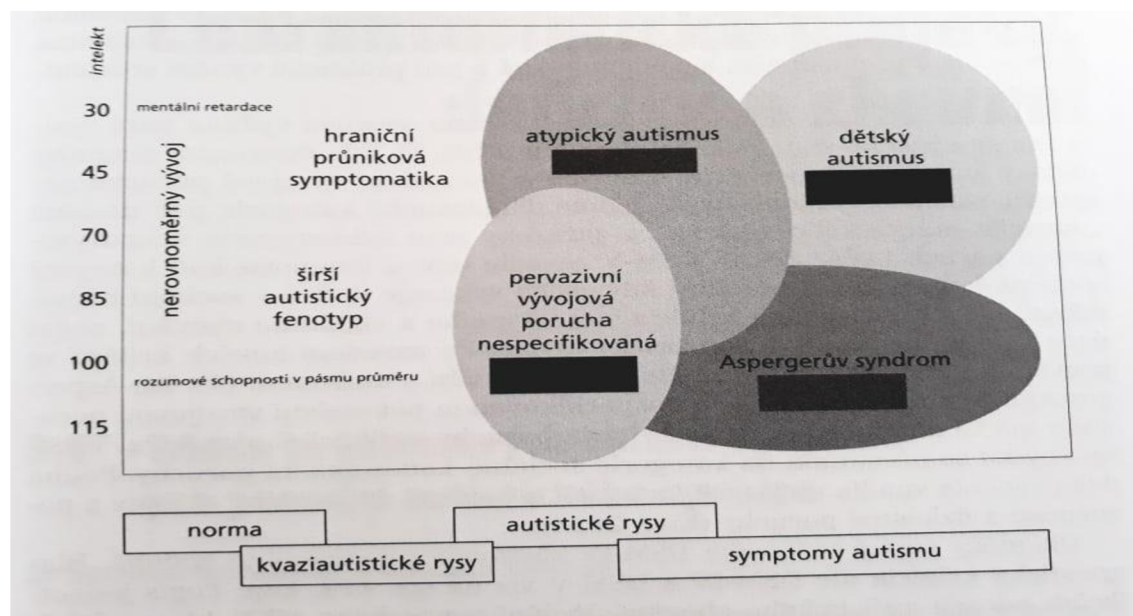 intelekt
30
45
70
85
100
115
nerovnoměrný vývoj
mentální retardace
hraniční
průniková
symptomatika
širší
autistický
fenotyp
rozumové schopnosti v pásmu průměru
atypický autismus
dětský
autismus
pervazivní
vývojová
porucha
nespecifikovaná
Aspergerův syndrom
norma
kvaziautistické rysy
autistické rysy
symptomy autismu